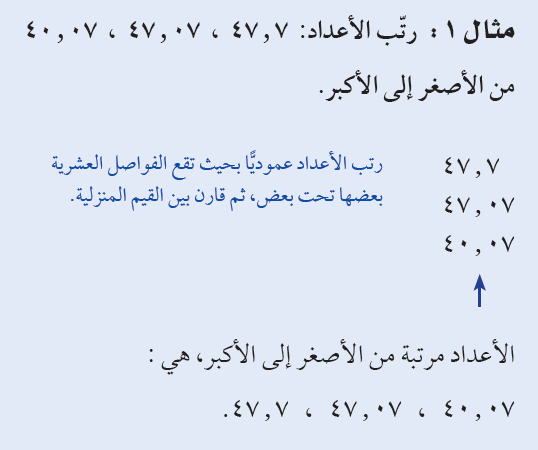 مثال ١ : رتّب الأعداد: ٤٧,٧ ، ٤٧,٠٧ ، ٤٠,٠٧
من الأصغر إلى الأكبر.
٤٧,٧
٤٧,٠٧
٤٠,٠٧
رتب الأعداد عموديًّا بحيث تقع الفواصل العشرية
بعضها تحت بعض، ثم قارن بين القيم المنزلية.
الأعداد مرتبة من الأصغر إلى الأكبر، هي :
٤٠,٠٧ ، ٤٧,٠٧ ، ٤٧,٧.